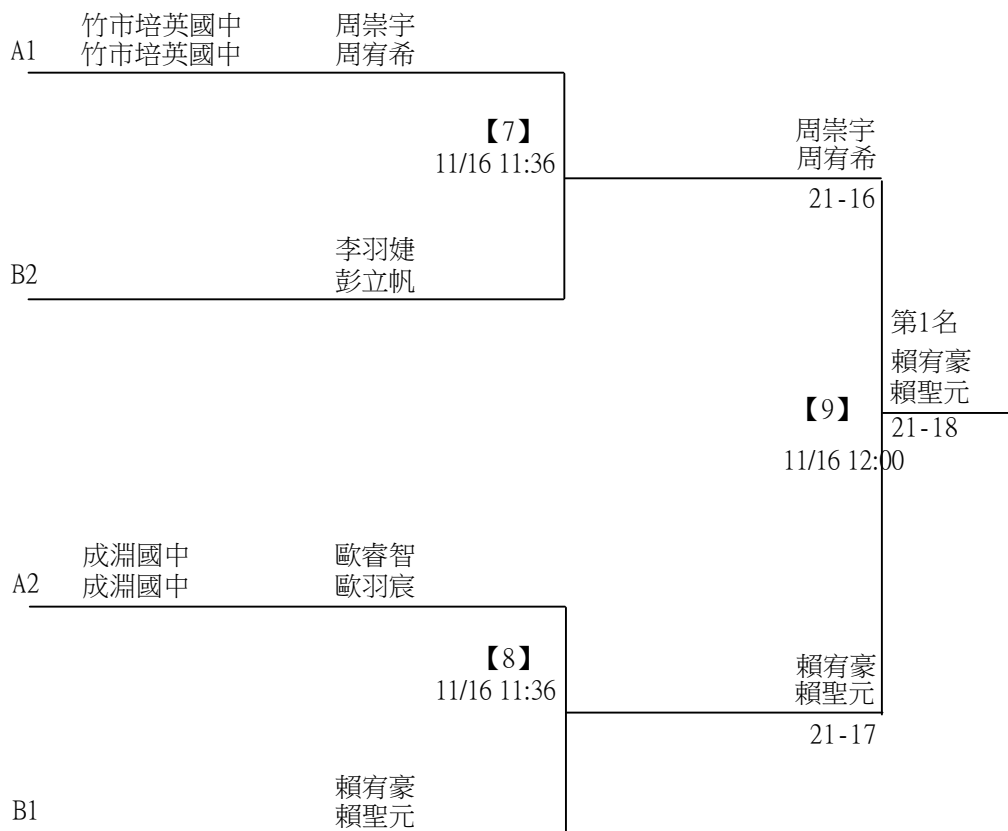 竹市培英國中 周崇宇
A1 竹市培英國中 周宥希
【7】
11/16 11:36
周崇宇
周宥希
21-16
李羽婕
B2 彭立帆
第1名
賴宥豪
賴聖元
【9】
21-18
11/16 12:00
成淵國中 歐睿智
A2 成淵國中 歐羽宸
【8】
11/16 11:36
賴宥豪
賴聖元
21-17
賴宥豪
B1 賴聖元